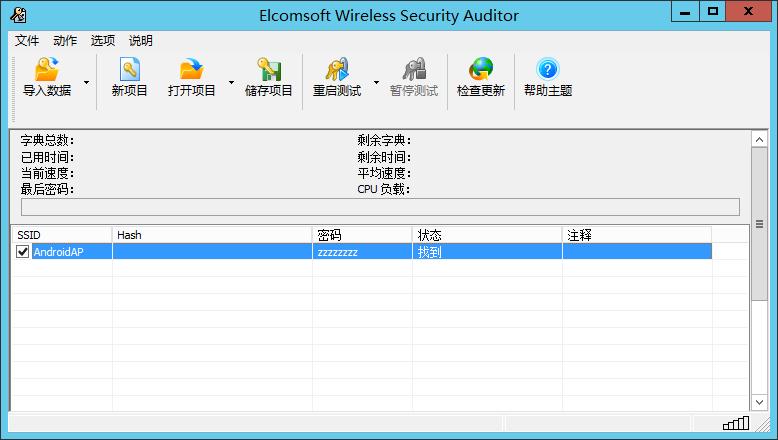 Elcomsoft Wireless Security Auditor
文件 动作 选项 说明
导入数据 新项目 打开项目 储存项目 重启测试 暂停测试 检查更新 帮助主题
字典总数: 剩余字典:
已用时间: 剩余时间:
当前速度: 平均速度:
最后密码: CPU 负载:
SSID Hash 密码 状态 注释
AndroidAP zzzzzzzz 找到